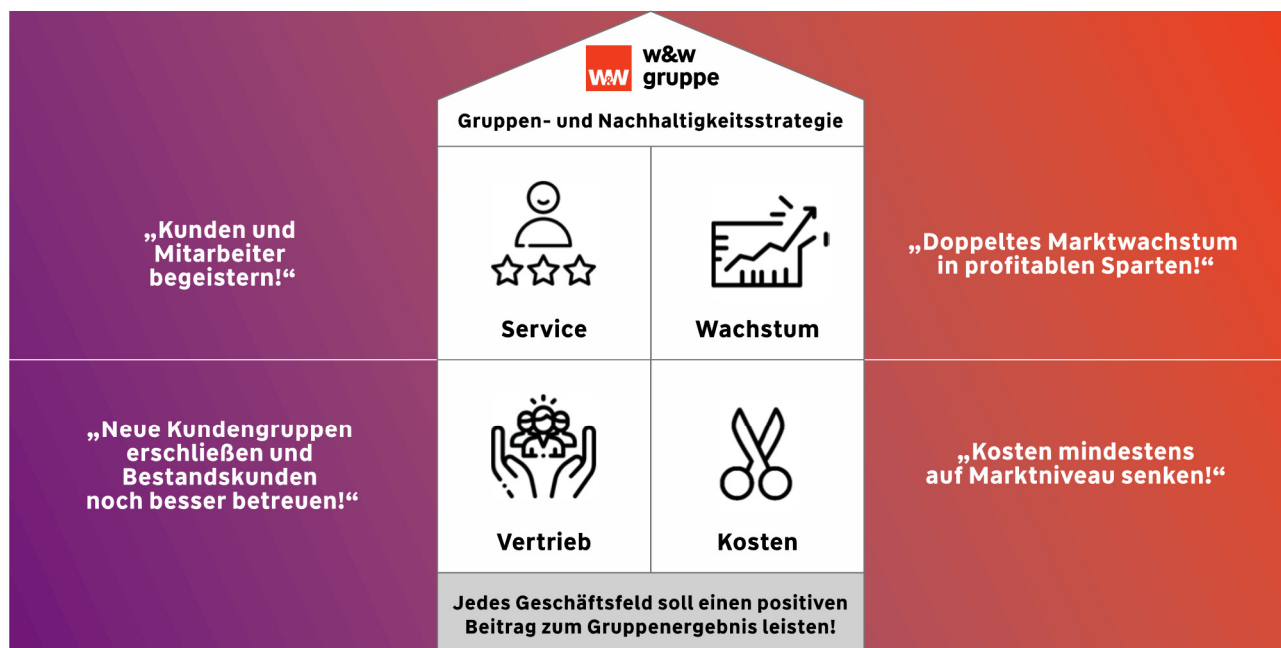 W&W
w&w
gruppe
Gruppen- und Nachhaltigkeitsstrategie
„Kunden und
Mitarbeiter
begeistern!“
Service
Wachstum
„Doppeltes Marktwachstum
in profitablen Sparten!“
„Neue Kundengruppen
erschließen und
Bestandskunden
noch besser betreuen!“
Vertrieb
Kosten
„Kosten mindestens
auf Marktniveau senken!“
Jedes Geschäftsfeld soll einen positiven
Beitrag zum Gruppenergebnis leisten!